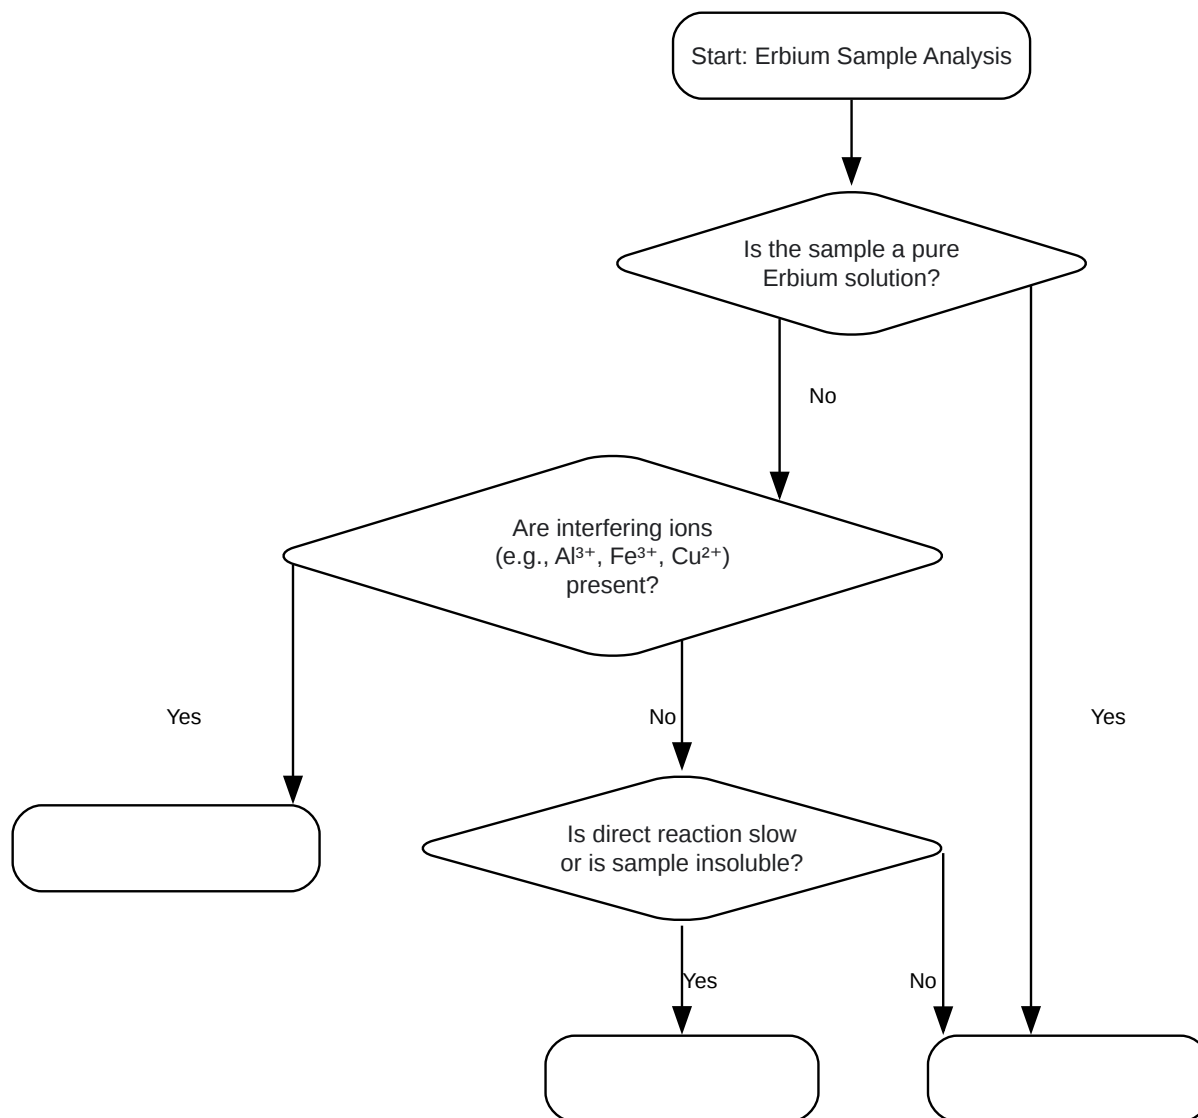 Start: Erbium Sample Analysis
Is the sample a pure
Erbium solution?
No
Are interfering ions
(e.g., Al³⁺, Fe³⁺, Cu²⁺)
present?
Yes
No
Yes
Is direct reaction slow
or is sample insoluble?
Yes
No